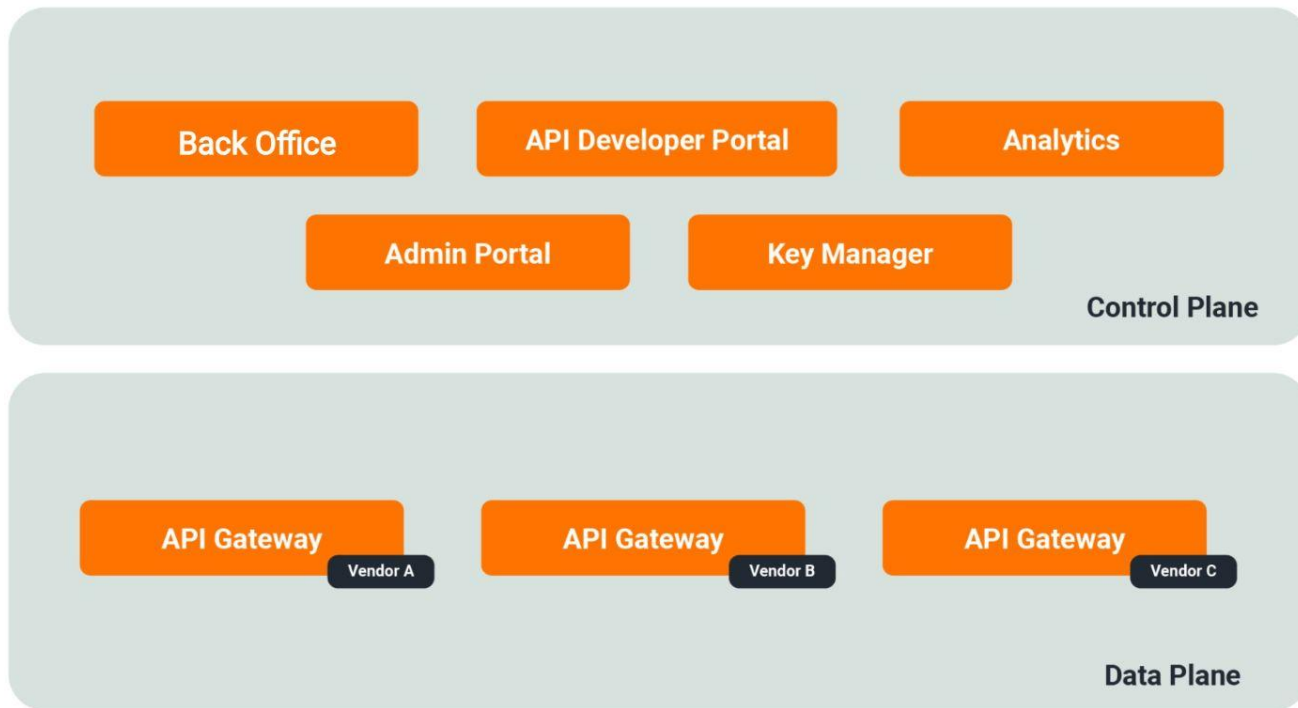 Back Office
API Developer Portal
Analytics
Admin Portal
Key Manager
Control Plane
API Gateway
Vendor A
API Gateway
Vendor B
API Gateway
Vendor C
Data Plane